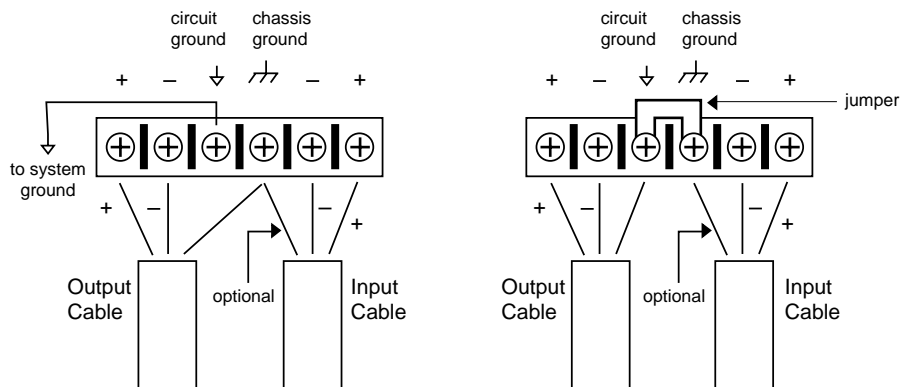 circuit ground
chassis ground
+ – – +
to system ground
+ – – +
Output Cable
optional
Input Cable
circuit ground
chassis ground
+ – – +
jumper
+ – – +
Output Cable
optional
Input Cable